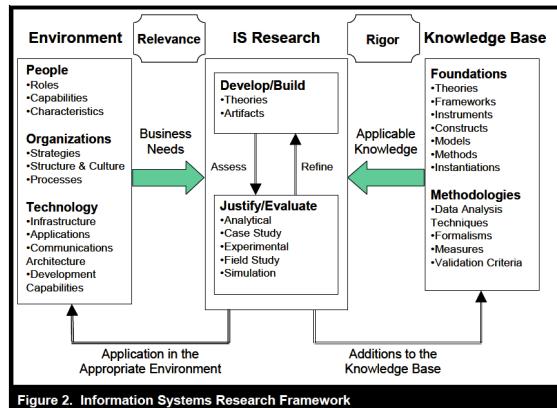 Environment
Relevance
IS Research
Rigor
Knowledge Base
People
•Roles
•Capabilities
•Characteristics
Organizations
•Strategies
•Structure & Culture
•Processes
Technology
•Infrastructure
•Applications
•Communications
Architecture
•Development
Capabilities
Business
Needs
Develop/Build
•Theories
•Artifacts
Assess
Refine
Justify/Evaluate
•Analytical
•Case Study
•Experimental
•Field Study
•Simulation
Applicable
Knowledge
Foundations
•Theories
•Frameworks
•Instruments
•Constructs
•Models
•Methods
•Instantiations
Methodologies
•Data Analysis
Techniques
•Formalisms
•Measures
•Validation Criteria
Application in the
Appropriate Environment
Additions to the
Knowledge Base
Figure 2. Information Systems Research Framework